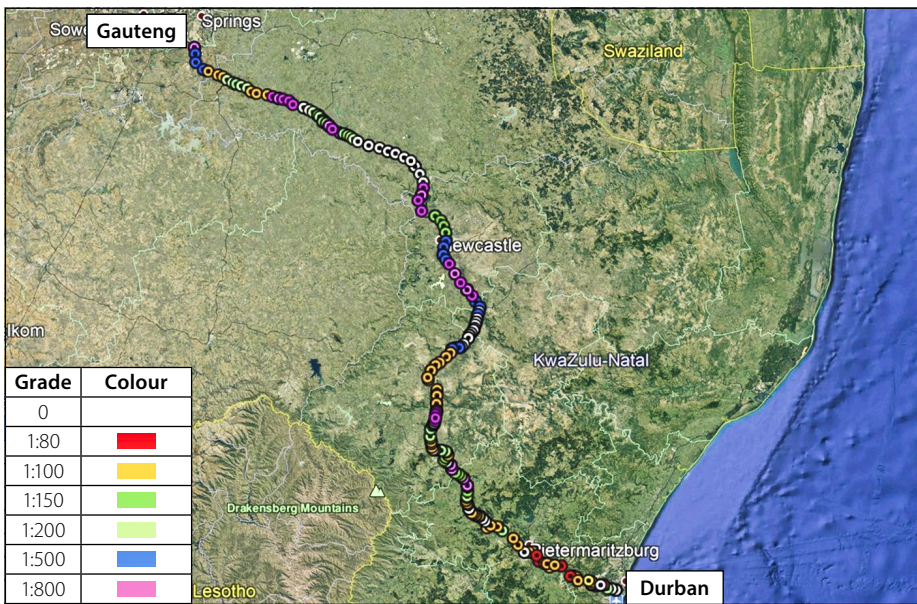 Springs
Sowe
Gauteng
Swaziland
ewcastle
lkom
KwaZulu-Natal
Grade Colour
0
1:80
1:100
1:150
1:200
1:500
1:800
Drakensberg Mountains
Pietermaritzburg
Lesotho
Durban